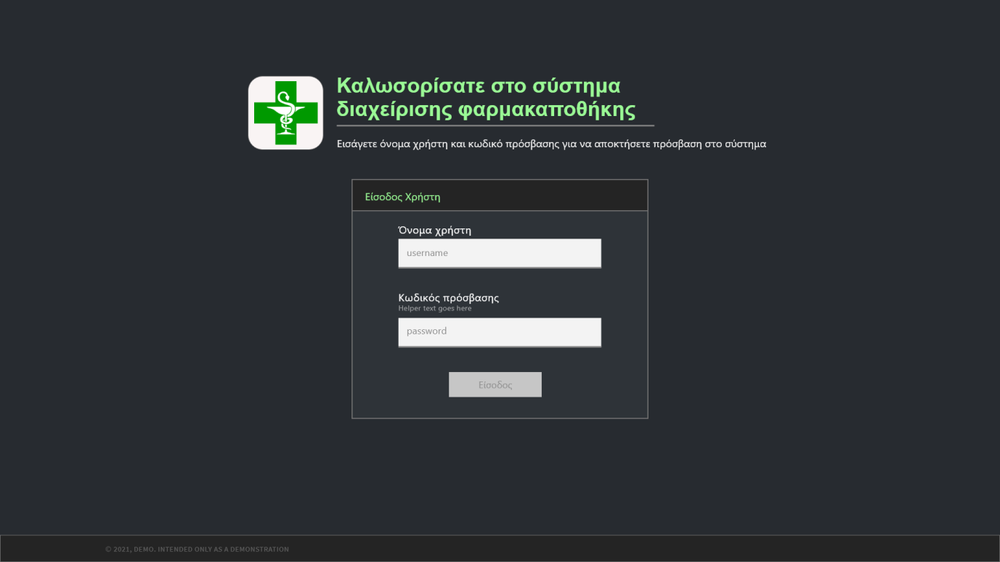 Καλωσορίσατε στο σύστημα
διαχείρισης φαρμακαποθήκης
Εισάγετε όνομα χρήστη και κωδικό πρόσβασης για να αποκτήσετε πρόσβαση στο σύστημα
Είσοδος Χρήστη
Όνομα χρήστη
username
Κωδικός πρόσβασης
Helper text goes here
password
Είσοδος
© 2021, DEMO. INTENDED ONLY AS A DEMONSTRATION